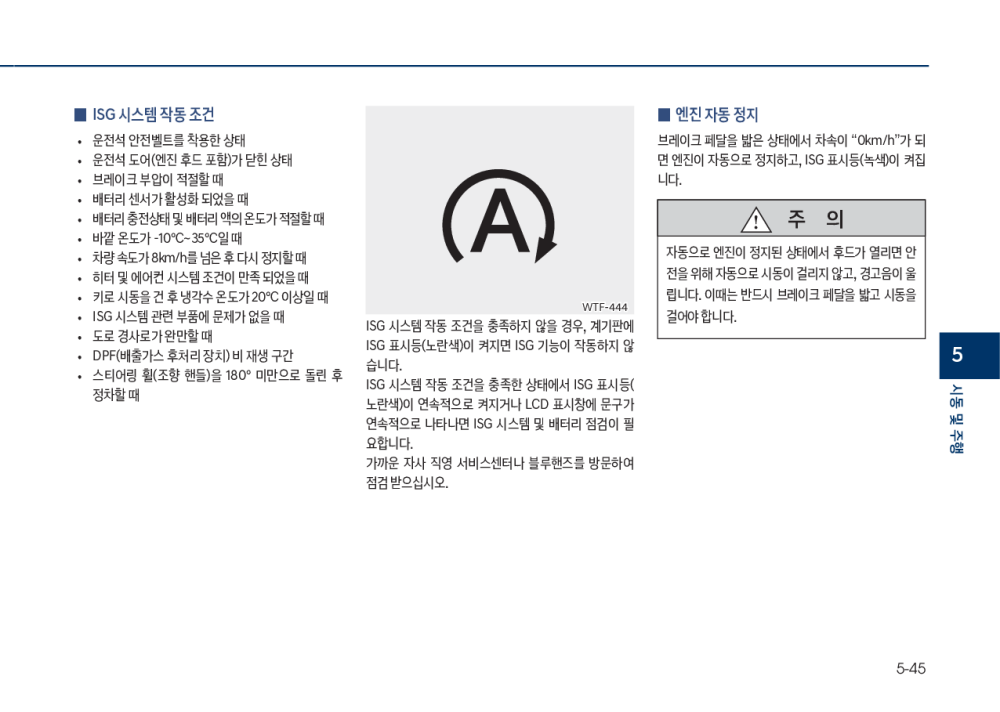 ■ ISG 시스템 작동 조건
• 운전석 안전벨트를 착용한 상태
• 운전석 도어(엔진 후드 포함)가 닫힌 상태
• 브레이크 부압이 적절할 때
• 배터리 센서가 활성화 되었을 때
• 배터리 충전상태 및 배터리 액의 온도가 적절할 때
• 바깥 온도가 -10℃~ 35℃일 때
• 차량 속도가 8km/h를 넘은 후 다시 정지할 때
• 히터 및 에어컨 시스템 조건이 만족 되었을 때
• 키로 시동을 건 후 냉각수 온도가 20℃ 이상일 때
• ISG 시스템 관련 부품에 문제가 없을 때
• 도로 경사로가 완만할 때
• DPF(배출가스 후처리 장치) 비 재생 구간
• 스티어링 휠(조향 핸들)을 180° 미만으로 돌린 후
정차할 때
A
WTF-444
ISG 시스템 작동 조건을 충족하지 않을 경우, 계기판에
ISG 표시등(노란색)이 켜지면 ISG 기능이 작동하지 않
습니다.
ISG 시스템 작동 조건을 충족한 상태에서 ISG 표시등(
노란색)이 연속적으로 켜지거나 LCD 표시창에 문구가
연속적으로 나타나면 ISG 시스템 및 배터리 점검이 필
요합니다.
가까운 자사 직영 서비스센터나 블루핸즈를 방문하여
점검 받으십시오.
■ 엔진 자동 정지
브레이크 페달을 밟은 상태에서 차속이 “0km/h”가 되
면 엔진이 자동으로 정지하고, ISG 표시등(녹색)이 켜집
니다.
주 의
자동으로 엔진이 정지된 상태에서 후드가 열리면 안
전을 위해 자동으로 시동이 걸리지 않고, 경고음이 울
립니다. 이때는 반드시 브레이크 페달을 밟고 시동을
걸어야 합니다.
5
시동 및 주행
5-45